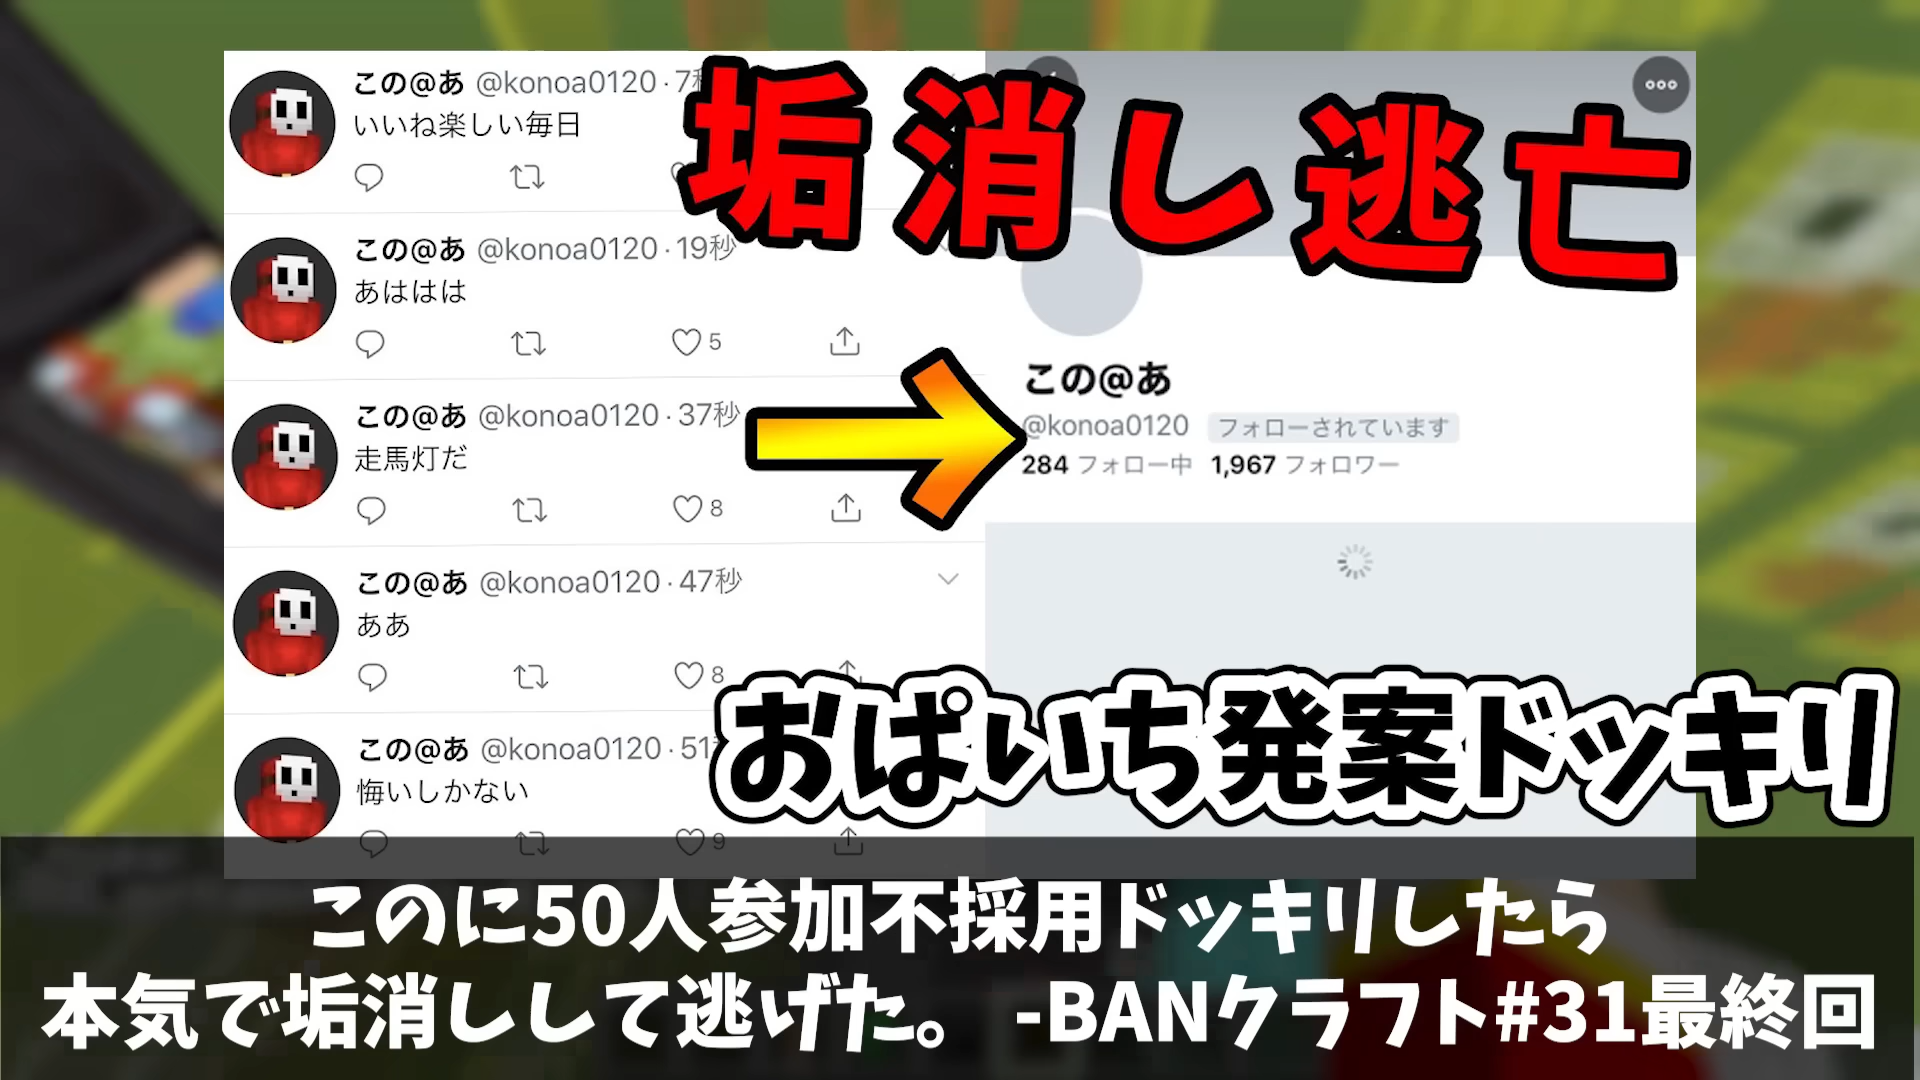 この@あ @konoa0120 · 7秒
いいね楽しい毎日
この@あ @konoa0120 · 19秒
あははは
5
この@あ @konoa0120 · 37秒
走馬灯だ
8
この@あ @konoa0120 · 47秒
ああ
8
この@あ @konoa0120 · 51
悔いしかない
9
垢消し逃亡
この@あ
@konoa0120 フォローされています
284 フォロー中 1,967 フォロワー
おぱいち発案ドッキリ
このに50人参加不採用ドッキリしたら
本気で垢消しして逃げた。 -BANクラフト#31最終回